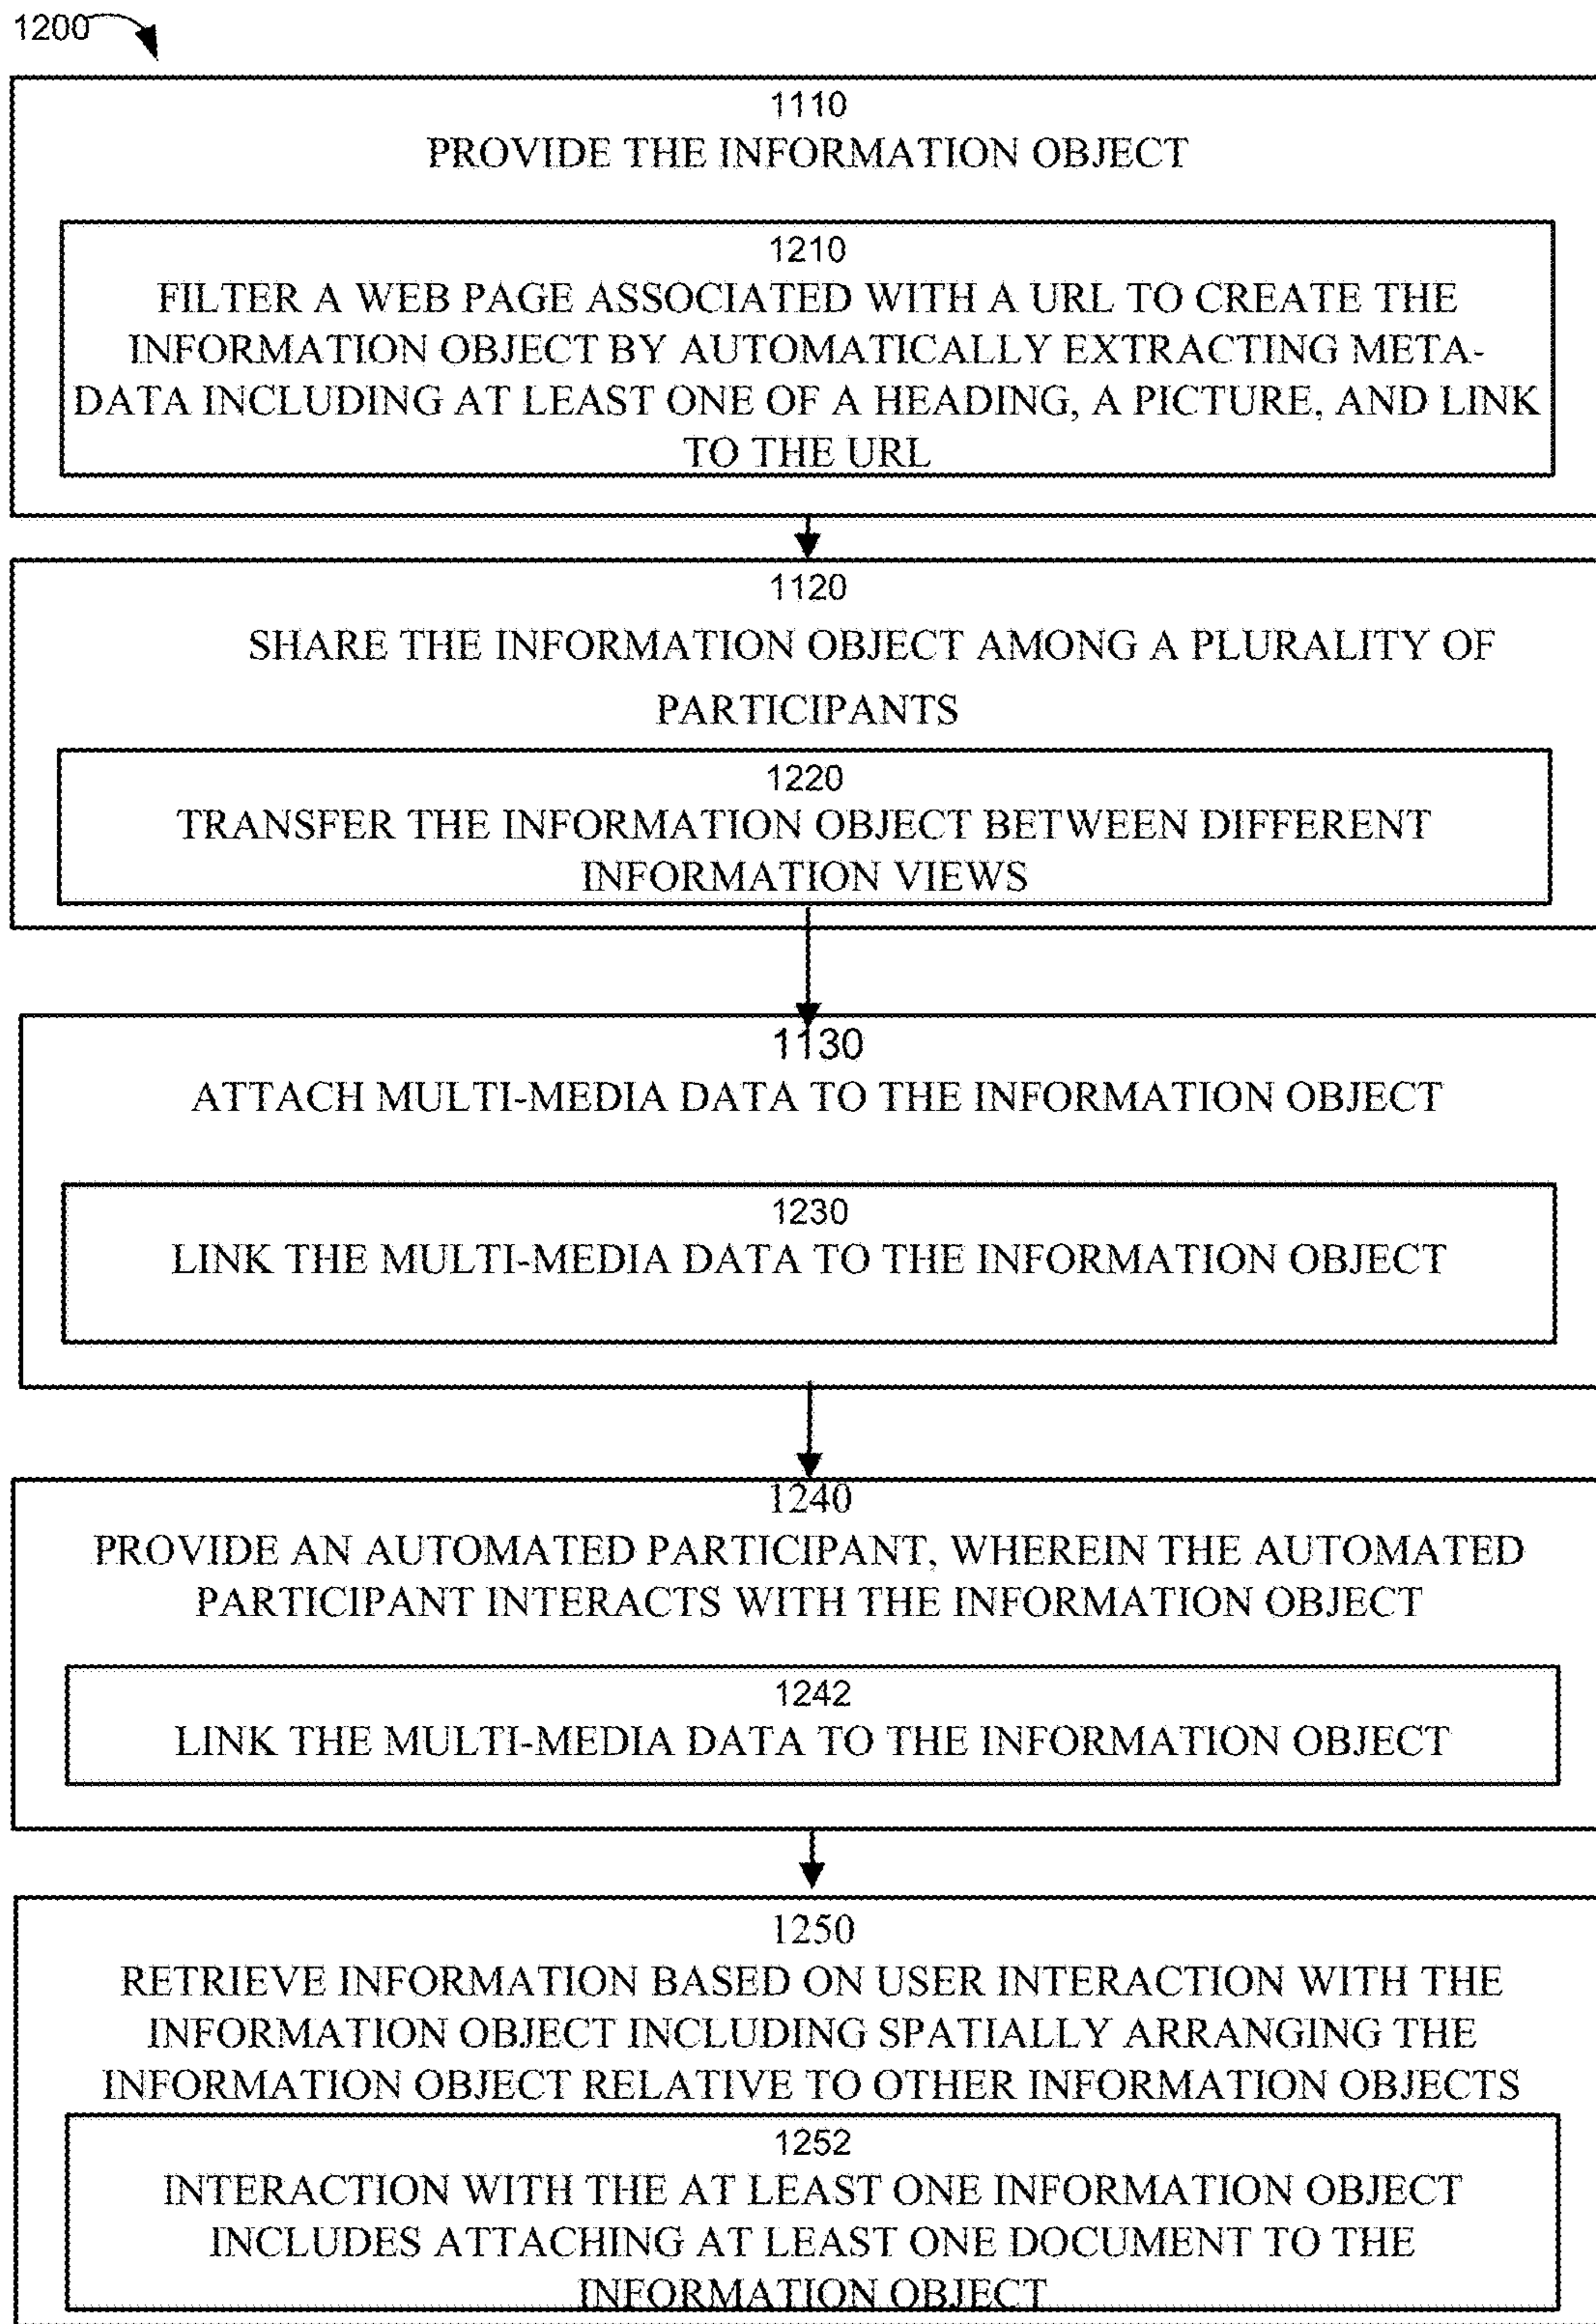 1200
1110
PROVIDE THE INFORMATION OBJECT
1210
FILTER A WEB PAGE ASSOCIATED WITH A URL TO CREATE THE
INFORMATION OBJECT BY AUTOMATICALLY EXTRACTING META-
DATA INCLUDING AT LEAST ONE OF A HEADING, A PICTURE, AND LINK
TO THE URL
1120
SHARE THE INFORMATION OBJECT AMONG A PLURALITY OF
PARTICIPANTS
1220
TRANSFER THE INFORMATION OBJECT BETWEEN DIFFERENT
INFORMATION VIEWS
1130
ATTACH MULTI-MEDIA DATA TO THE INFORMATION OBJECT
1230
LINK THE MULTI-MEDIA DATA TO THE INFORMATION OBJECT
1240
PROVIDE AN AUTOMATED PARTICIPANT, WHEREIN THE AUTOMATED
PARTICIPANT INTERACTS WITH THE INFORMATION OBJECT
1242
LINK THE MULTI-MEDIA DATA TO THE INFORMATION OBJECT
1250
RETRIEVE INFORMATION BASED ON USER INTERACTION WITH THE
INFORMATION OBJECT INCLUDING SPATIALLY ARRANGING THE
INFORMATION OBJECT RELATIVE TO OTHER INFORMATION OBJECTS
1252
INTERACTION WITH THE AT LEAST ONE INFORMATION OBJECT
INCLUDES ATTACHING AT LEAST ONE DOCUMENT TO THE
INFORMATION OBJECT